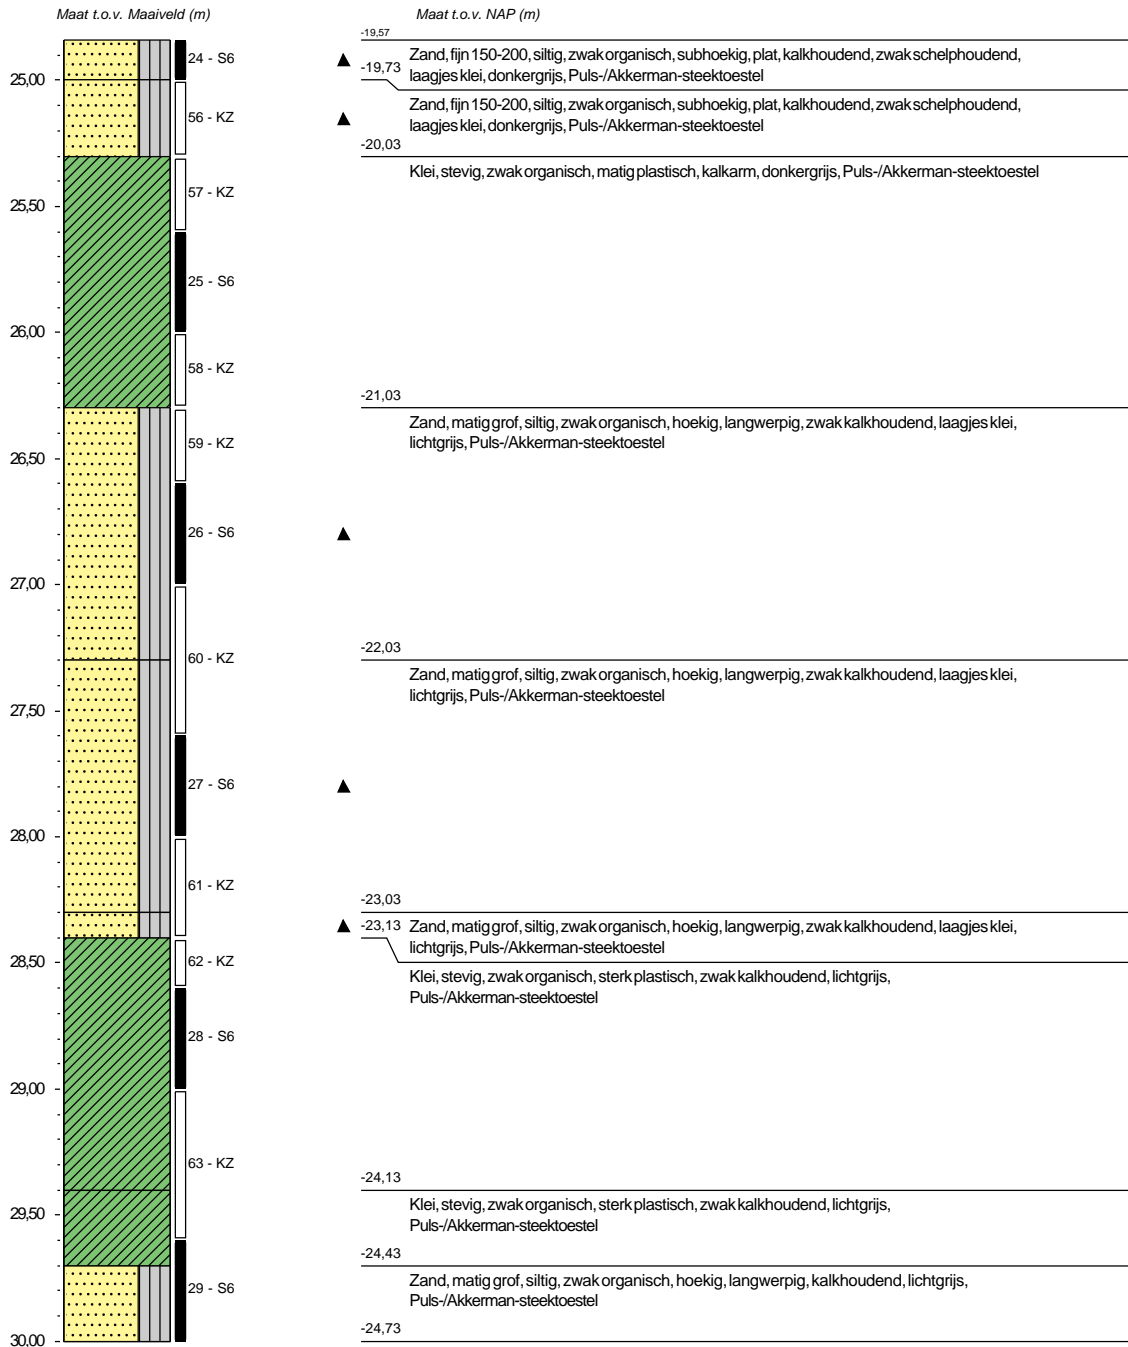 Maat t.o.v. Maaiveld (m)
Maat t.o.v. NAP (m)
-19,57
24 - S6
Zand, fijn 150-200, siltig, zwak organisch, subhoekig, plat, kalkhoudend, zwak schelphoudend,
-19,73
laagjes klei, donkergrijs, Puls-/Akkerman-steektoestel
25,00
56 - KZ
Zand, fijn 150-200, siltig, zwak organisch, subhoekig, plat, kalkhoudend, zwak schelphoudend,
laagjes klei, donkergrijs, Puls-/Akkerman-steektoestel
-20,03
Klei, stevig, zwak organisch, matig plastisch, kalkarm, donkergrijs, Puls-/Akkerman-steektoestel
57 - KZ
25,50
25 - S6
26,00
58 - KZ
-21,03
Zand, matig grof, siltig, zwak organisch, hoekig, langwerpig, zwak kalkhoudend, laagjes klei,
lichtgrijs, Puls-/Akkerman-steektoestel
59 - KZ
26,50
26 - S6
27,00
-22,03
60 - KZ
Zand, matig grof, siltig, zwak organisch, hoekig, langwerpig, zwak kalkhoudend, laagjes klei,
lichtgrijs, Puls-/Akkerman-steektoestel
27,50
27 - S6
28,00
61 - KZ
-23,03
-23,13
Zand, matig grof, siltig, zwak organisch, hoekig, langwerpig, zwak kalkhoudend, laagjes klei,
lichtgrijs, Puls-/Akkerman-steektoestel
62 - KZ
28,50
Klei, stevig, zwak organisch, sterk plastisch, zwak kalkhoudend, lichtgrijs,
Puls-/Akkerman-steektoestel
28 - S6
29,00
63 - KZ
-24,13
Klei, stevig, zwak organisch, sterk plastisch, zwak kalkhoudend, lichtgrijs,
Puls-/Akkerman-steektoestel
29,50
-24,43
29 - S6
Zand, matig grof, siltig, zwak organisch, hoekig, langwerpig, kalkhoudend, lichtgrijs,
Puls-/Akkerman-steektoestel
-24,73
30,00